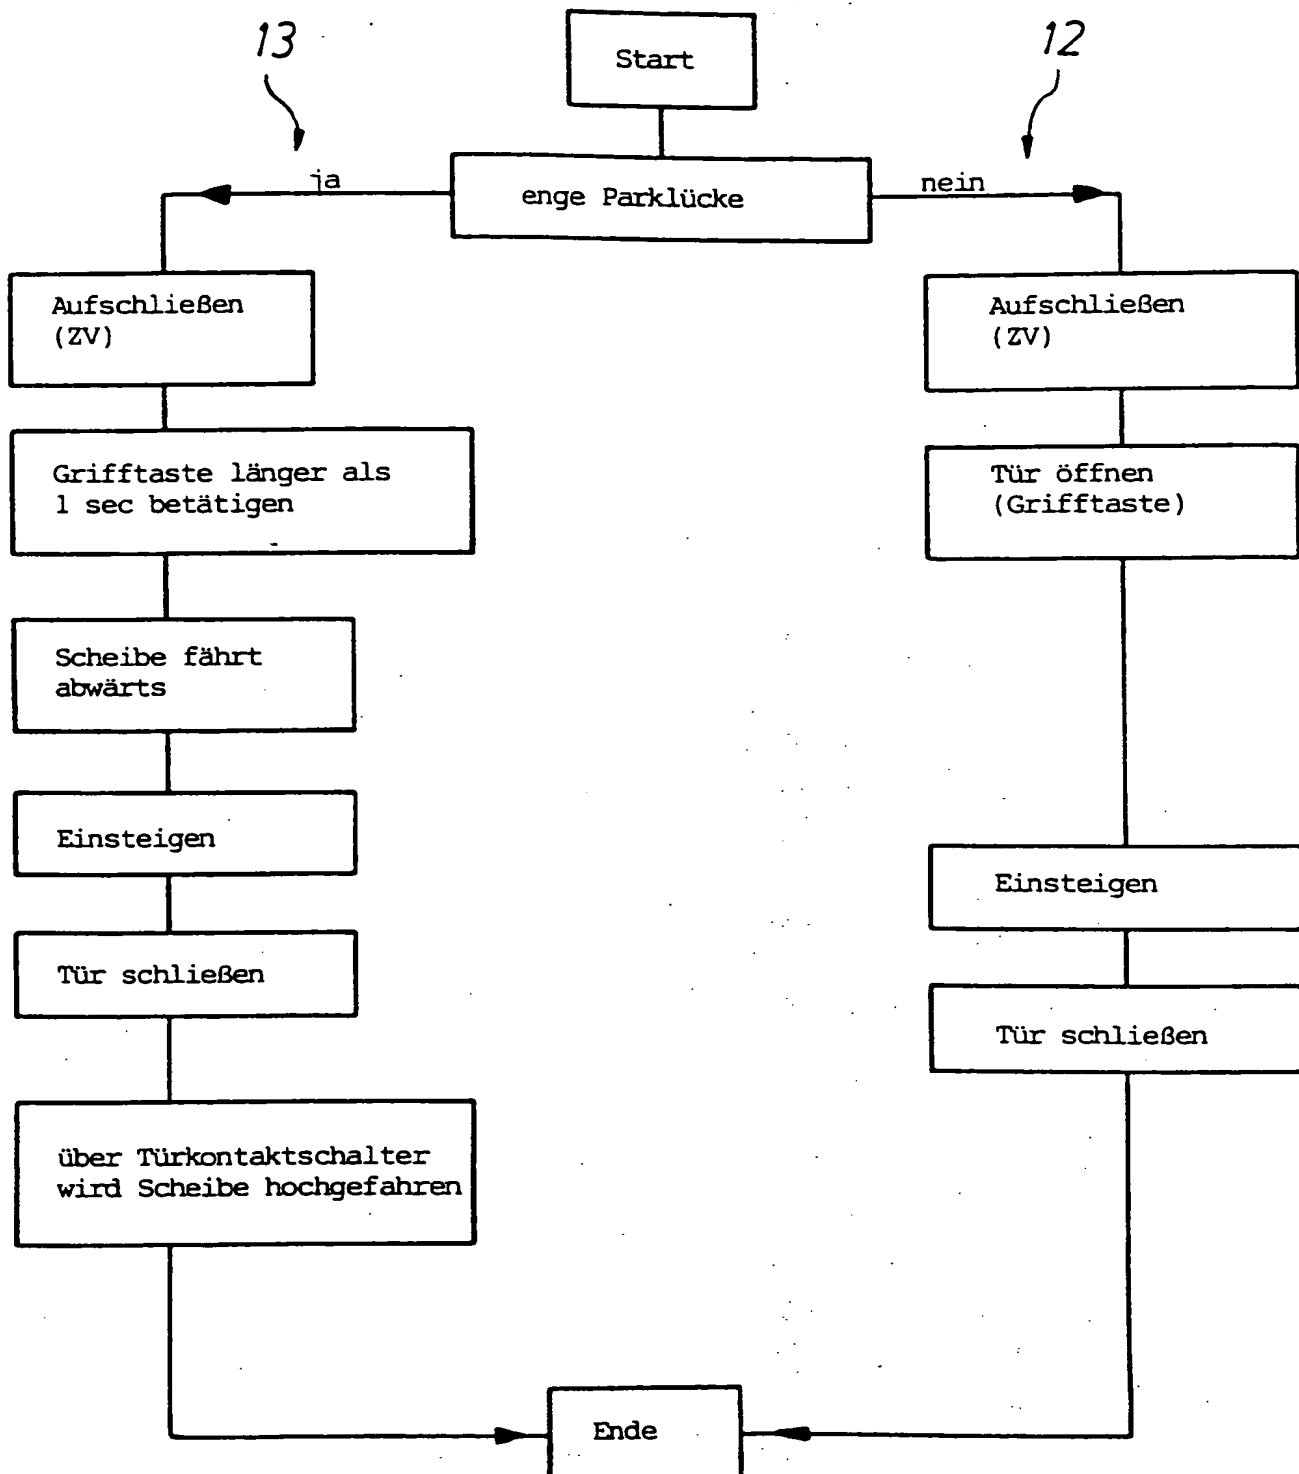 13
12
Start
ja
enge Parklücke
nein
Aufschließen
(ZV)
Grifftaste länger als
1 sec betätigen
Scheibe fährt
abwärts
Einsteigen
Tür schließen
über Türkontaktschalter
wird Scheibe hochgefahren
Aufschließen
(ZV)
Tür öffnen
(Grifftaste)
Einsteigen
Tür schließen
Ende